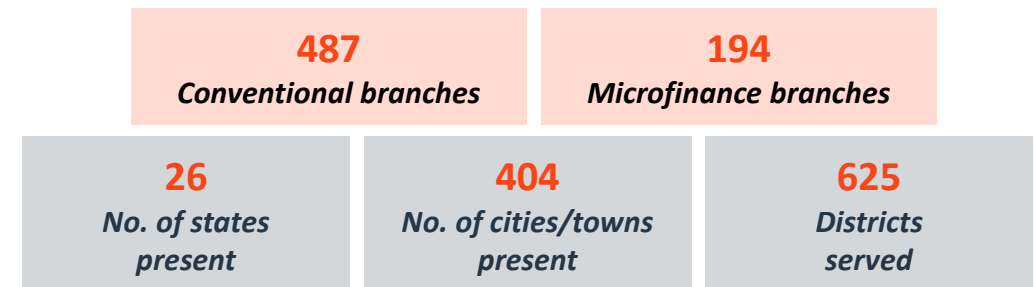 487
Conventional branches
194
Microfinance branches
26
No. of states
present
404
No. of cities/towns
present
625
Districts
served